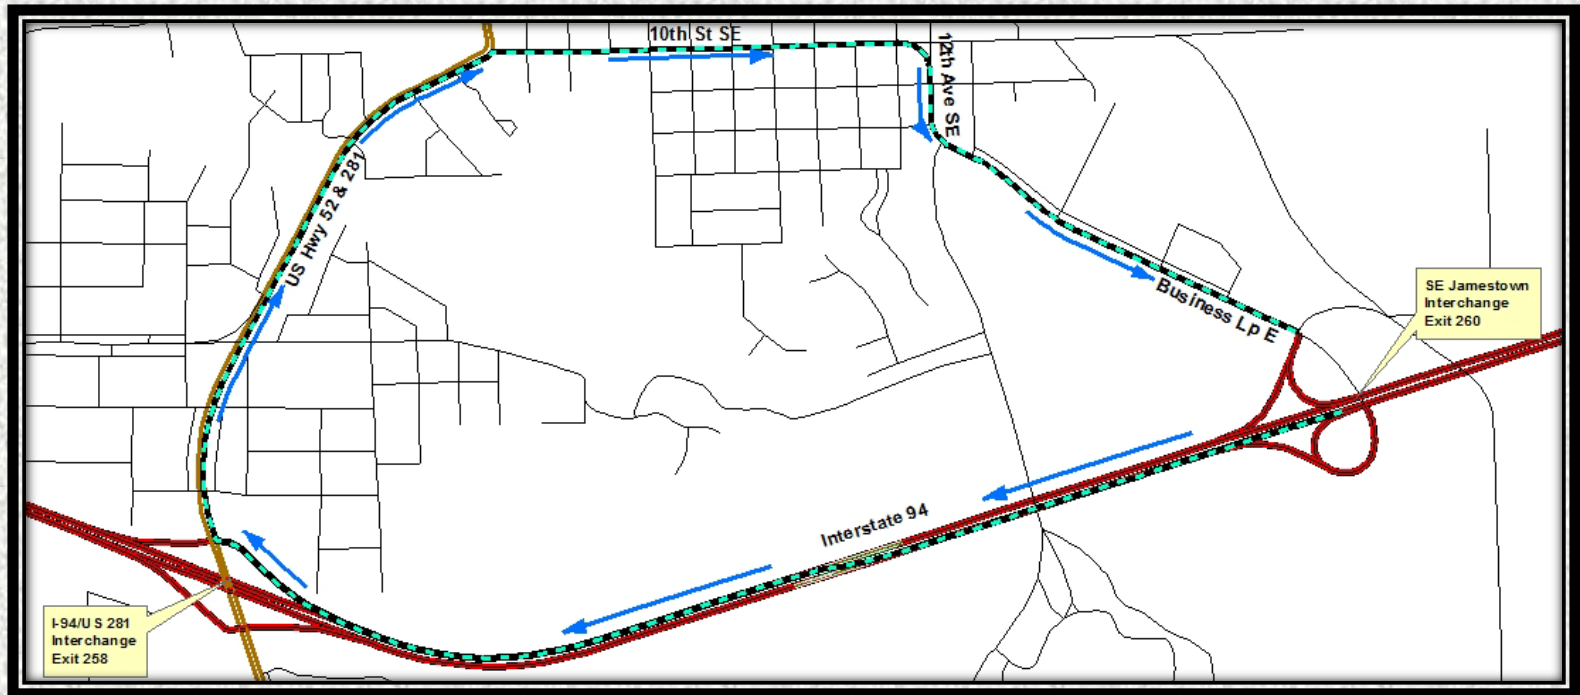 10th St SE
12th Ave SE
US Hwy 52 & 281
Business Lp E
SE Jamestown
Interchange
Exit 260
Interstate 94
I-94/US 281
Interchange
Exit 258